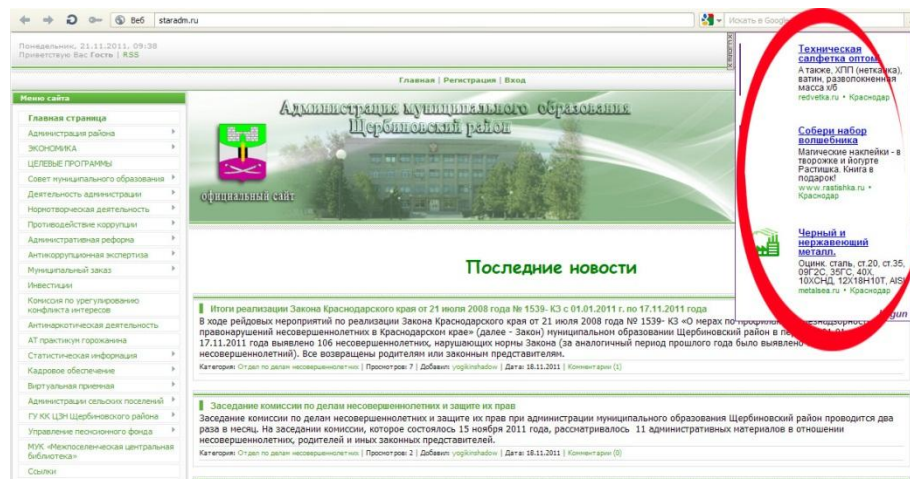 Веб
staradm.ru
Искать в Google
Понедельник, 21.11.2011, 09:38
Приветствую Вас Гость | RSS
Главная | Регистрация | Вход
Меню сайта
Главная страница
Администрация района
ЭКОНОМИКА
ЦЕЛЕВЫЕ ПРОГРАММЫ
Совет муниципального образования
Деятельность администрации
Нормотворческая деятельность
Противодействие коррупции
Административная реформа
Антикоррупционная экспертиза
Муниципальный заказ
Инвестиции
Комиссия по урегулированию
конфликта интересов
Антинаркотическая деятельность
АТ практикум горожанина
Статистическая информация
Кадровое обеспечение
Виртуальная приемная
Администрации сельских поселений
ГУ КК ЦЗН Щербиновского района
Управление пенсионного фонда
МУК «Межпоселенческая центральная
библиотека»
Ссылки
Администрация муниципального образования
Щербиновский район
официальный сайт
Последние новости
Итоги реализации Закона Краснодарского края от 21 июля 2008 года № 1539- КЗ с 01.01.2011 г. по 17.11.2011 года
В ходе рейдовых мероприятий по реализации Закона Краснодарского края от 21 июля 2008 года № 1539- КЗ «О мерах по
правонарушений несовершеннолетних в Краснодарском крае» (далее - Закон) муниципальном образовании Щербиновский район в
17.11.2011 года выявлено 106 несовершеннолетних, нарушающих нормы Закона (за аналогичный период прошлого года было выявлено
несовершеннолетний). Все возвращены родителям или законным представителям.
Категория: Отдел по делам несовершеннолетних | Просмотров: 7 | Добавил: yogikinshadow | Дата: 18.11.2011 | Комментарии (1)
Заседание комиссии по делам несовершеннолетних и защите их прав
Заседание комиссии по делам несовершеннолетних и защите их прав при администрации муниципального образования Щербиновский район проводится два
раза в месяц. На заседании комиссии, которое состоялось 15 ноября 2011 года, рассматривалось 11 административных материалов в отношении
несовершеннолетних, родителей и иных законных представителей.
Категория: Отдел по делам несовершеннолетних | Просмотров: 2 | Добавил: yogikinshadow | Дата: 18.11.2011 | Комментарии (0)
Техническая
салфетка оптом.
А также, ХПП (нетканка),
ватин, разволокненная
масса х/б
redvetka.ru • Краснодар
Собери набор
волшебника
Магические наклейки - в
творожке и йогурте
Растишка. Книга в
подарок!
www.rastishka.ru •
Краснодар
Черный и
нержавеющий
металл.
Оцинк. сталь, ст.20, ст.35,
09Г2С, 35ГС, 40Х,
10ХСНД, 12Х18Н10Т, AISI
metalsea.ru • Краснодар